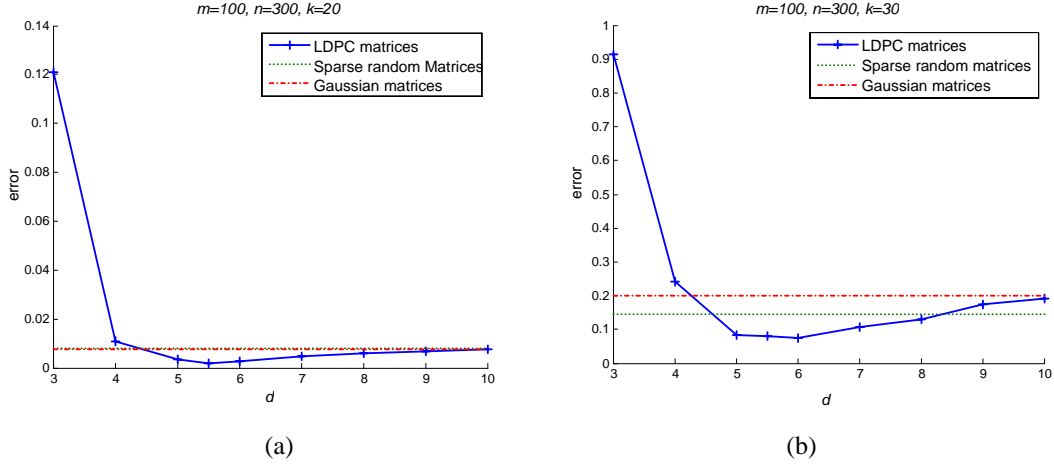 m=100, n=300, k=20
0.14
0.12
0.1
0.08
0.06
0.04
0.02
0
error
3 4 5 6 7 8 9 10
d
LDPC matrices
Sparse random Matrices
Gaussian matrices
(a)
m=100, n=300, k=30
1
0.9
0.8
0.7
0.6
0.5
0.4
0.3
0.2
0.1
0
error
3 4 5 6 7 8 9 10
d
LDPC matrices
Sparse random matrices
Gaussian matrices
(b)